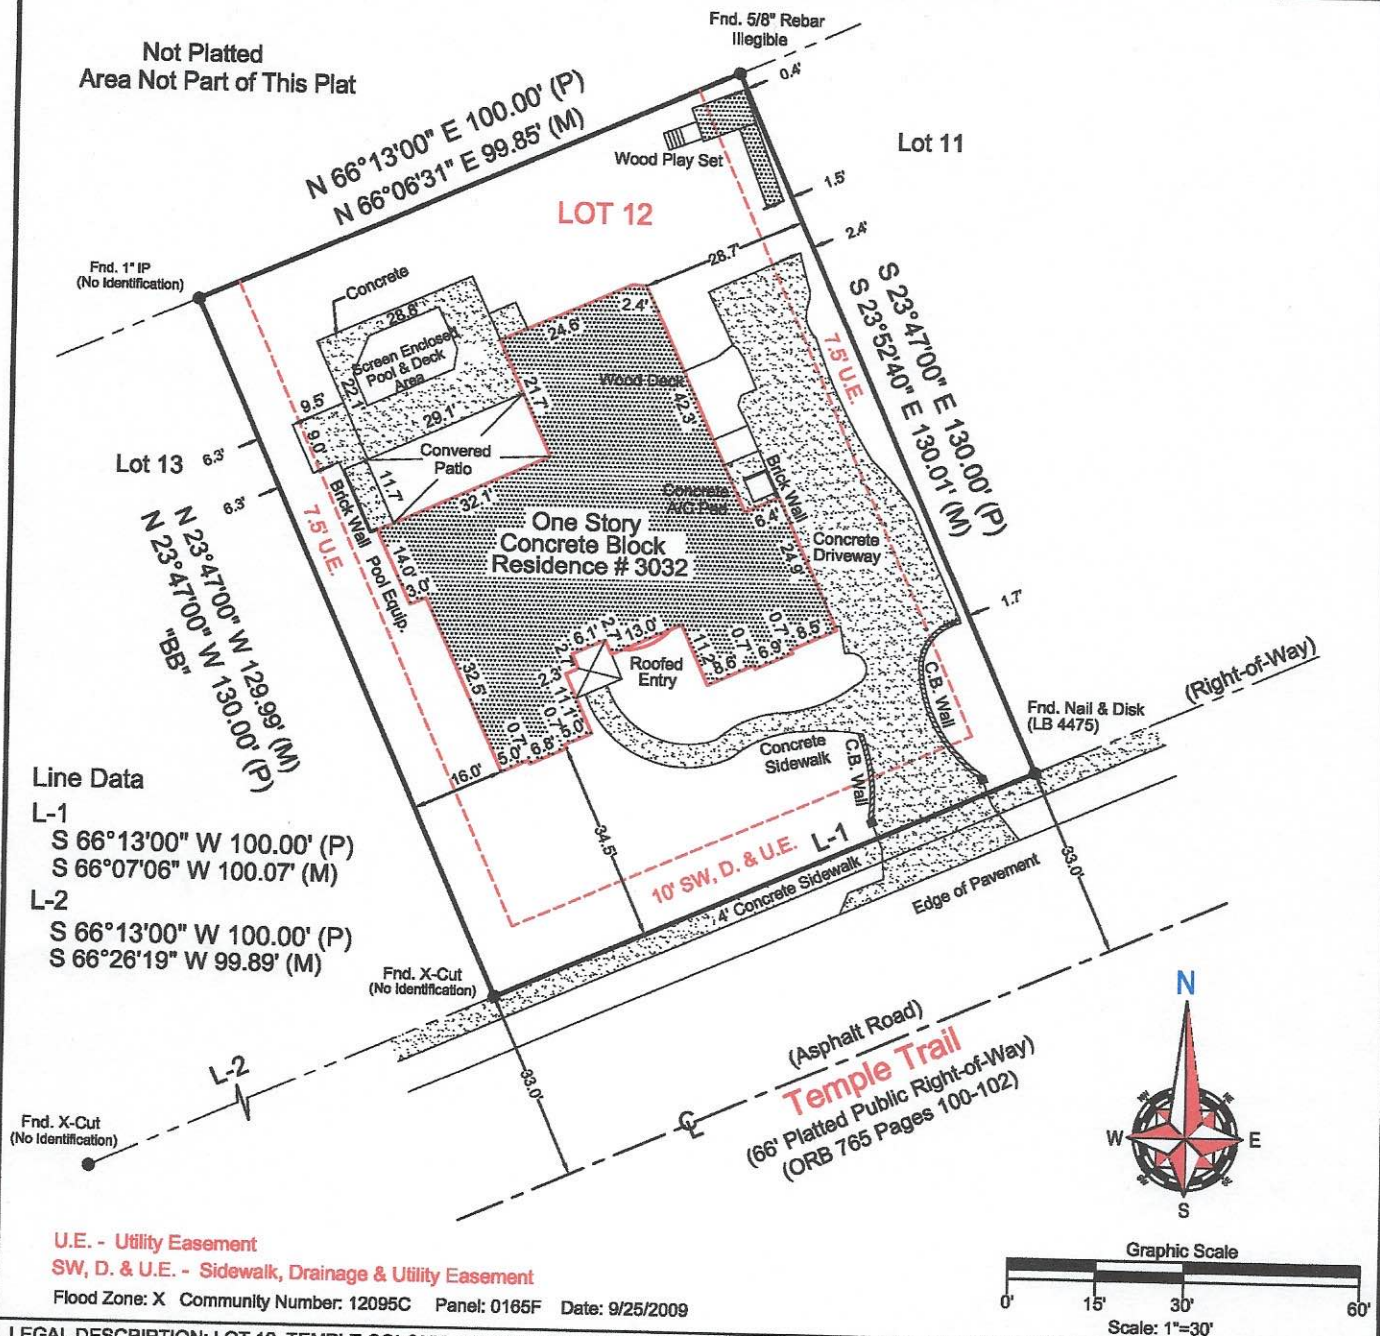 Fnd. 5/8" Rebar
Illegible
Not Platted
Area Not Part of This Plat
0.4'
N 66°13'00" E 100.00' (P)
N 66°06'31" E 99.85' (M)
Lot 11
Wood Play Set
1.5'
LOT 12
2.4'
28.7'
Fnd. 1" IP
(No Identification)
Concrete
S 23°47'00" E 130.00' (P)
S 23°52'40" E 130.01' (M)
28.8'
24.6'
2.4'
Screen Enclosed
Pool & Deck
Area
22.1'
21.7'
Wood Deck
42.3'
7.5' U.E.
9.5'
9.0'
29.1'
Lot 13
6.3'
6.3'
Convered
Patio
11.7'
32.1'
Brick Wall
Brick Wall
Concrete
A/C Pad
6.4'
7.5' U.E.
N 23°47'00" W 129.99' (M)
N 23°47'00" W 130.00' (P)
"BB"
One Story
Concrete Block
Residence # 3032
Concrete
Driveway
24.9'
14.0'
3.0'
Pool Equip.
1.7'
6.1'
2.7'
13.0'
2.7'
2.3'
11.2'
8.6'
0.7'
6.9'
0.7'
8.5'
Roofed
Entry
32.5'
11.1'
0.7'
5.0'
0.7'
6.8'
5.0'
C.B. Wall
(Right-of-Way)
Fnd. Nail & Disk
(LB 4475)
Concrete
Sidewalk
C.B. Wall
16.0'
34.5'
Line Data
L-1
S 66°13'00" W 100.00' (P)
S 66°07'06" W 100.07' (M)
L-2
S 66°13'00" W 100.00' (P)
S 66°26'19" W 99.89' (M)
L-1
10' SW, D. & U.E.
4' Concrete Sidewalk
Edge of Pavement
33.0'
Fnd. X-Cut
(No Identification)
33.0'
L-2
Fnd. X-Cut
(No Identification)
(Asphalt Road)
Temple Trail
(66' Platted Public Right-of-Way)
(ORB 765 Pages 100-102)
N
W
E
S
U.E. - Utility Easement
SW, D. & U.E. - Sidewalk, Drainage & Utility Easement
Flood Zone: X Community Number: 12095C Panel: 0165F Date: 9/25/2009
Graphic Scale
0' 15' 30' 60'
Scale: 1"=30'
LEGAL DESCRIPTION: LOT 12, TEMPLE